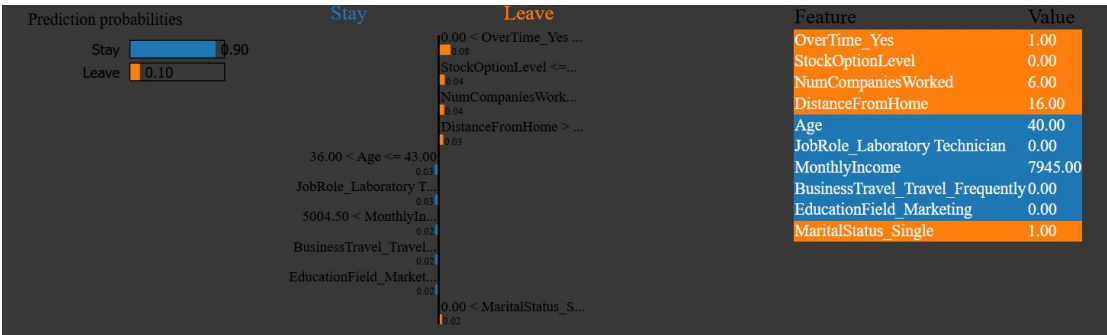 Prediction probabilities
Stay 0.90
Leave 0.10
Stay Leave
0.00 < OverTime_Yes ...
0.08
StockOptionLevel <=...
0.04
NumCompaniesWork...
0.04
DistanceFromHome > ...
0.03
36.00 < Age <= 43.00
0.03
JobRole_Laboratory T...
0.03
5004.50 < MonthlyIn...
0.02
BusinessTravel_Travel...
0.02
EducationField_Market...
0.02
0.00 < MaritalStatus_S...
0.02
Feature Value
OverTime_Yes 1.00
StockOptionLevel 0.00
NumCompaniesWorked 6.00
DistanceFromHome 16.00
Age 40.00
JobRole_Laboratory Technician 0.00
MonthlyIncome 7945.00
BusinessTravel_Travel_Frequently 0.00
EducationField_Marketing 0.00
MaritalStatus_Single 1.00